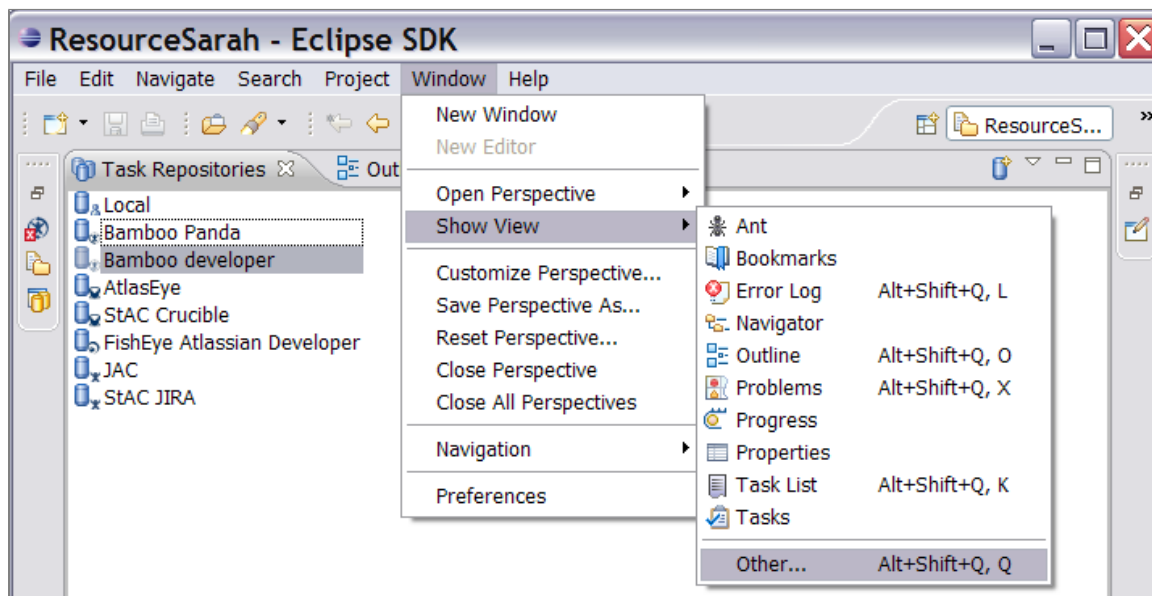 ResourceSarah - Eclipse SDK
File Edit Navigate Search Project Window Help
ResourceS...
Task Repositories
Out
Local
Bamboo Panda
Bamboo developer
AtlasEye
StAC Crucible
FishEye Atlassian Developer
JAC
StAC JIRA
New Window
New Editor
Open Perspective
Show View
Customize Perspective...
Save Perspective As...
Reset Perspective...
Close Perspective
Close All Perspectives
Navigation
Preferences
Ant
Bookmarks
Error Log Alt+Shift+Q, L
Navigator
Outline Alt+Shift+Q, O
Problems Alt+Shift+Q, X
Progress
Properties
Task List Alt+Shift+Q, K
Tasks
Other... Alt+Shift+Q, Q